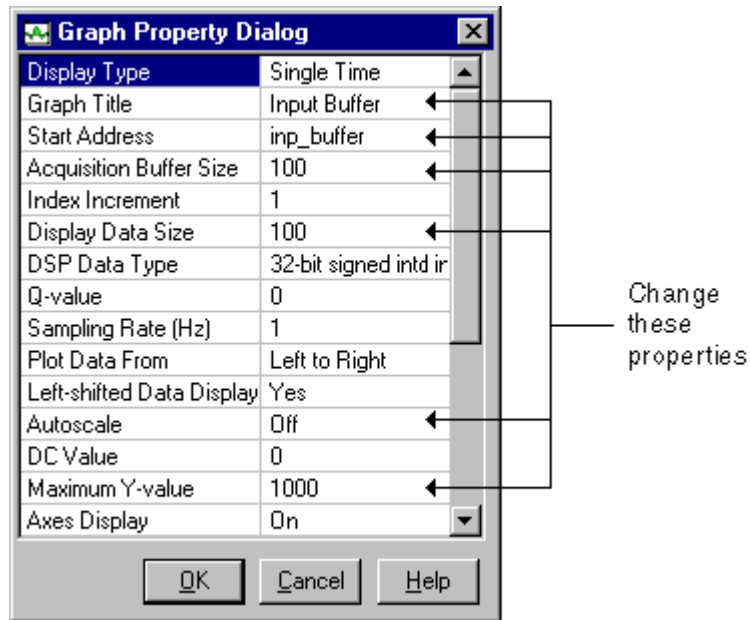 Graph Property Dialog
Display Type Single Time
Graph Title Input Buffer
Start Address inp_buffer
Acquisition Buffer Size 100
Index Increment 1
Display Data Size 100
DSP Data Type 32-bit signed intd ir
Q-value 0
Sampling Rate (Hz) 1
Plot Data From Left to Right
Left-shifted Data Display Yes
Autoscale Off
DC Value 0
Maximum Y-value 1000
Axes Display On
OK Cancel Help
Change
these
properties